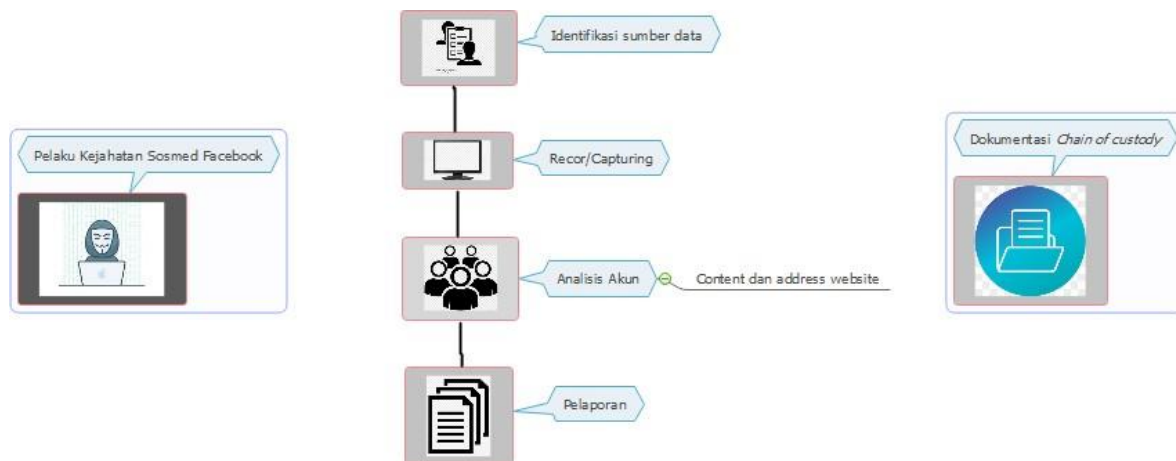 Identifikasi sumber data
Pelaku Kejahatan Sosmed Facebook
Recor/Capturing
Dokumentasi Chain of custody
Analisis Akun
Content dan address website
Pelaporan